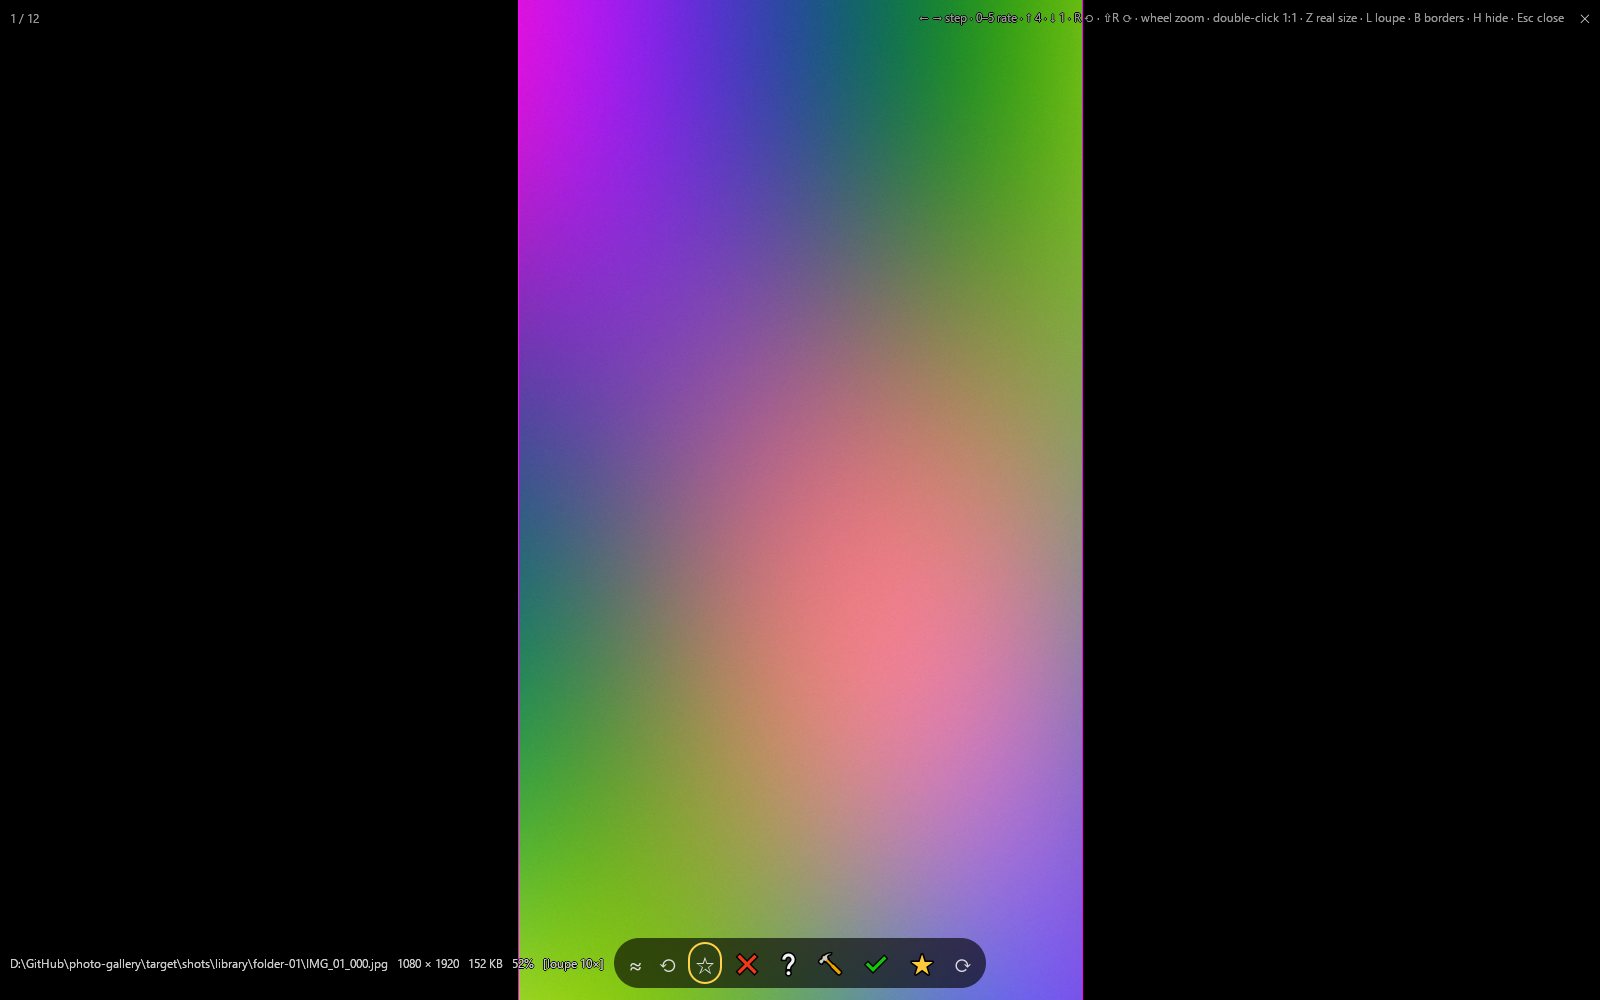 1 / 12
← → step · 0–5 rate · ↑ 4 · ↓ 1 · R ⟲ · ⇧R ⟳ · wheel zoom · double-click 1:1 · Z real size · L loupe · B borders · H hide · Esc close ×
D:\GitHub\photo-gallery\target\shots\library\folder-01\IMG_01_000.jpg 1080 × 1920 152 KB 52% [loupe 10×]